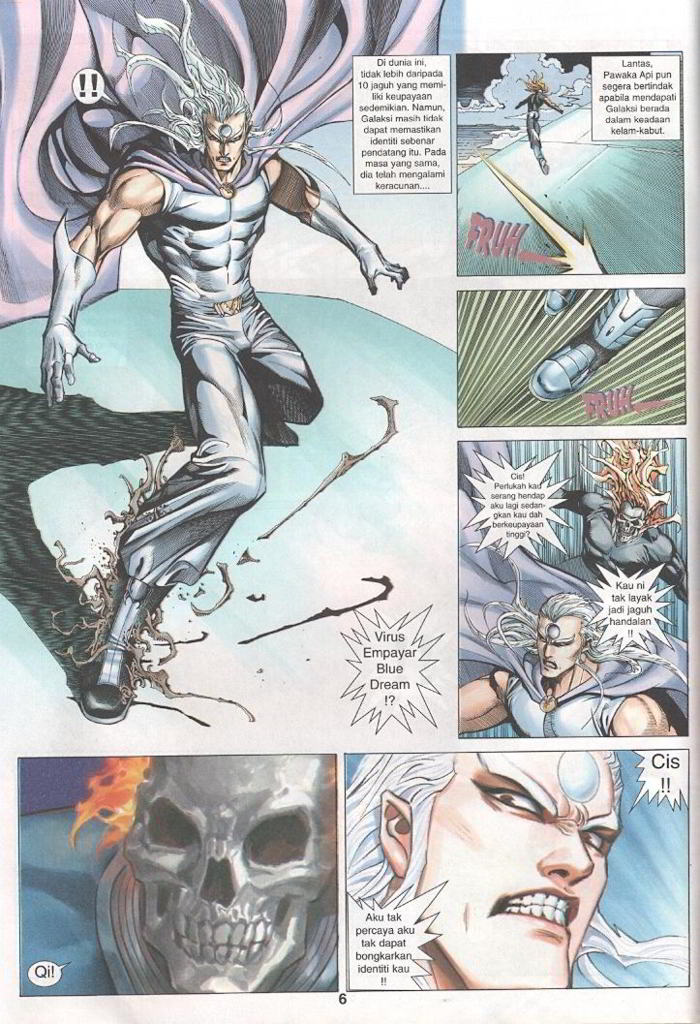 !!
Di dunia ini,
tidak lebih daripada
10 jaguh yang memi-
liki keupayaan
sedemikian. Namun,
Galaksi masih tidak
dapat memastikan
identiti sebenar
pendatang itu. Pada
masa yang sama,
dia telah mengalami
keracunan....
Lantas,
Pawaka Api pun
segera bertindak
apabila mendapati
Galaksi berada
dalam keadaan
kelam-kabut.
FRUH
FRUH
Virus
Empayar
Blue
Dream
!?
Cis!
Perlukah kau
serang hendap
aku lagi sedan-
gkan kau dah
berkeupayaan
tinggi?
Kau ni
tak layak
jadi jaguh
handalan
!!
Qi!
Cis
!!
Aku tak
percaya aku
tak dapat
bongkarkan
identiti kau
!!
6